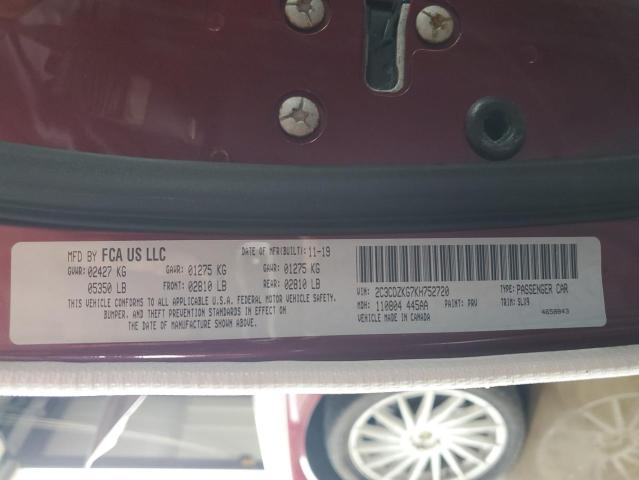 MFD BY FCA US LLC DATE OF MFR(BUILT): 11-19
GVWR: 02427 KG GAWR: 01275 KG GAWR: 01275 KG
05350 LB FRONT: 02810 LB REAR: 02810 LB
THIS VEHICLE CONFORMS TO ALL APPLICABLE U.S.A. FEDERAL MOTOR VEHICLE SAFETY,
BUMPER, AND THEFT PREVENTION STANDARDS IN EFFECT ON
THE DATE OF MANUFACTURE SHOWN ABOVE.
VIN: 2C3CDZKG7KH752720 TYPE: PASSENGER CAR
MDH: 110804 445AA PAINT: PRV TRIM: SLX9
VEHICLE MADE IN CANADA 4658843